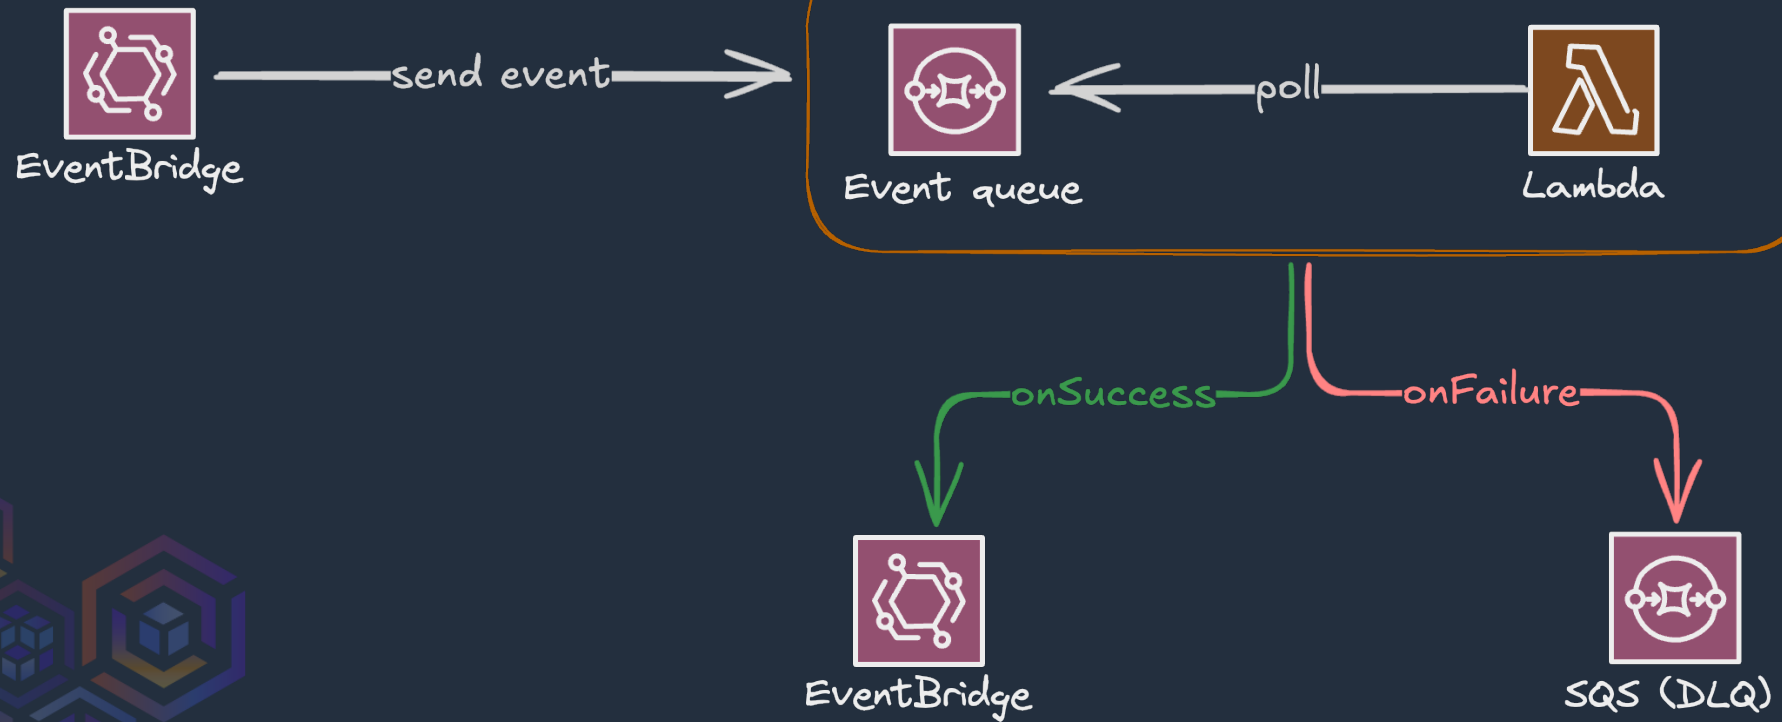 send event
poll
EventBridge
Event queue
Lambda
onSuccess
onFailure
EventBridge
SQS (DLQ)